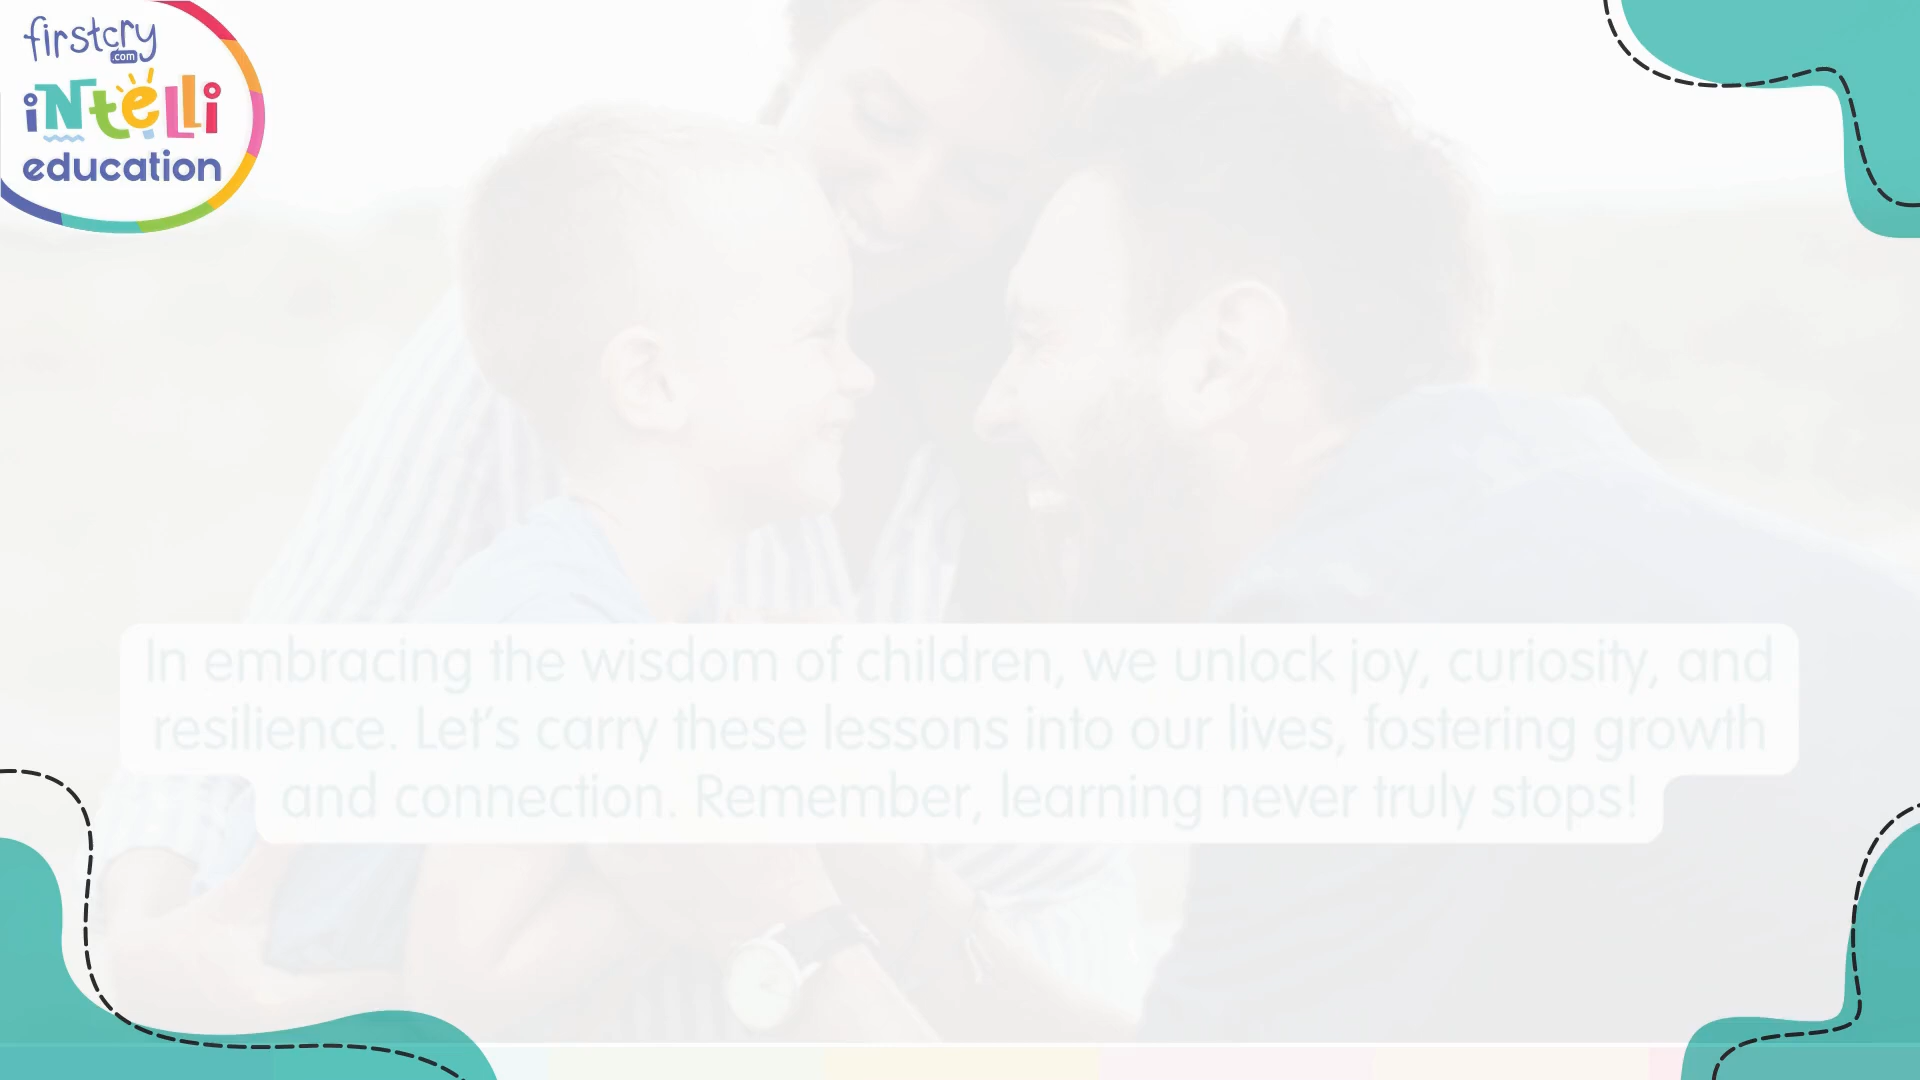 firstcry
.com
iNtElli
education
In embracing the wisdom of children, we unlock joy, curiosity, and
resilience. Let's carry these lessons into our lives, fostering growth
and connection. Remember, learning never truly stops!